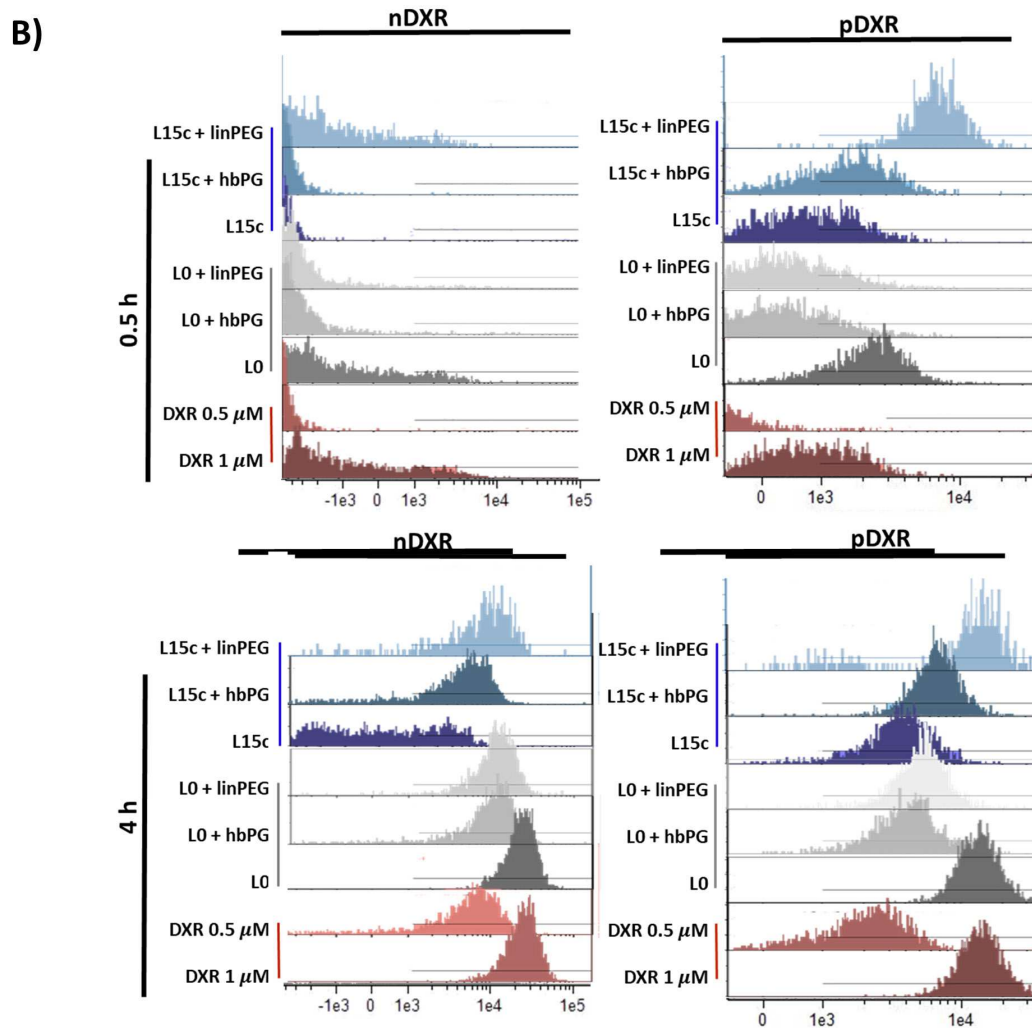 B)
nDXR
pDXR
0.5 h
L15c + linPEG
L15c + hbPG
L15c
L0 + linPEG
L0 + hbPG
L0
DXR 0.5 μM
DXR 1 μM
L15c + linPEG
L15c + hbPG
L15c
L0 + linPEG
L0 + hbPG
L0
DXR 0.5 μM
DXR 1 μM
-1e3 0 1e3 1e4 1e5
0 1e3 1e4
nDXR
pDXR
4 h
L15c + linPEG
L15c + hbPG
L15c
L0 + linPEG
L0 + hbPG
L0
DXR 0.5 μM
DXR 1 μM
L15c + linPEG
L15c + hbPG
L15c
L0 + linPEG
L0 + hbPG
L0
DXR 0.5 μM
DXR 1 μM
-1e3 0 1e3 1e4 1e5
0 1e3 1e4